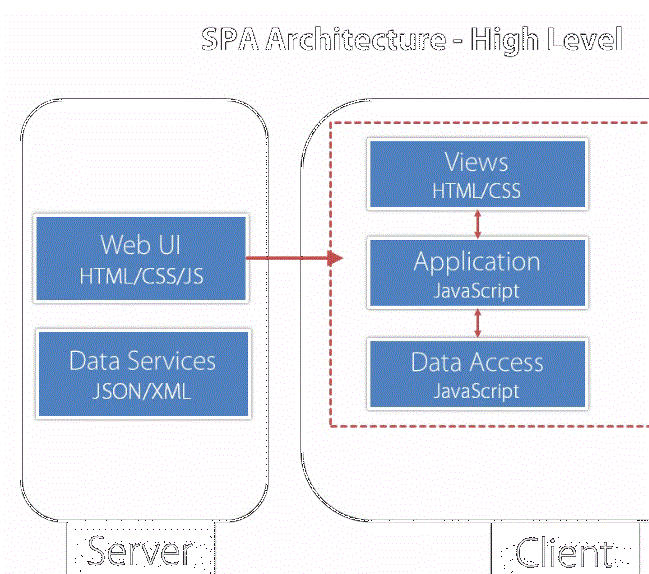 SPA Architecture - High Level
Web UI
HTML/CSS/JS
Data Services
JSON/XML
Server
Views
HTML/CSS
Application
JavaScript
Data Access
JavaScript
Client